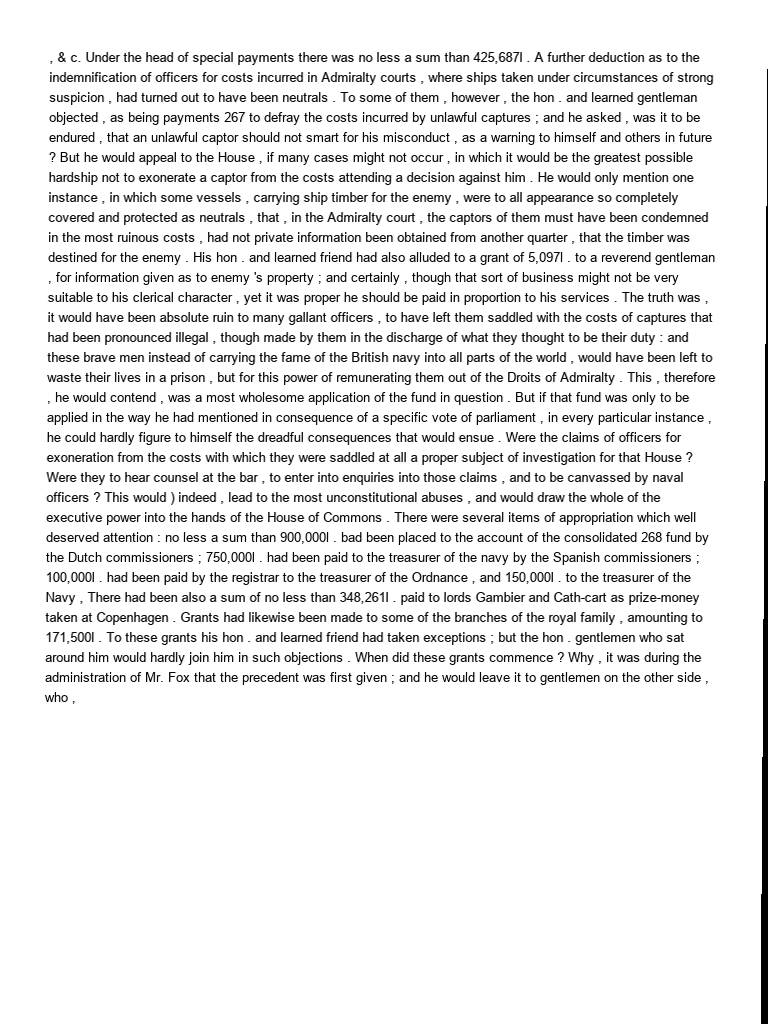 , & c. Under the head of special payments there was no less a sum than 425,687l . A further deduction as to the
indemnification of officers for costs incurred in Admiralty courts , where ships taken under circumstances of strong
suspicion , had turned out to have been neutrals . To some of them , however , the hon . and learned gentleman
objected , as being payments 267 to defray the costs incurred by unlawful captures ; and he asked , was it to be
endured , that an unlawful captor should not smart for his misconduct , as a warning to himself and others in future
? But he would appeal to the House , if many cases might not occur , in which it would be the greatest possible
hardship not to exonerate a captor from the costs attending a decision against him . He would only mention one
instance , in which some vessels , carrying ship timber for the enemy , were to all appearance so completely
covered and protected as neutrals , that , in the Admiralty court , the captors of them must have been condemned
in the most ruinous costs , had not private information been obtained from another quarter , that the timber was
destined for the enemy . His hon . and learned friend had also alluded to a grant of 5,097l . to a reverend gentleman
, for information given as to enemy 's property ; and certainly , though that sort of business might not be very
suitable to his clerical character , yet it was proper he should be paid in proportion to his services . The truth was ,
it would have been absolute ruin to many gallant officers , to have left them saddled with the costs of captures that
had been pronounced illegal , though made by them in the discharge of what they thought to be their duty : and
these brave men instead of carrying the fame of the British navy into all parts of the world , would have been left to
waste their lives in a prison , but for this power of remunerating them out of the Droits of Admiralty . This , therefore
, he would contend , was a most wholesome application of the fund in question . But if that fund was only to be
applied in the way he had mentioned in consequence of a specific vote of parliament , in every particular instance ,
he could hardly figure to himself the dreadful consequences that would ensue . Were the claims of officers for
exoneration from the costs with which they were saddled at all a proper subject of investigation for that House ?
Were they to hear counsel at the bar , to enter into enquiries into those claims , and to be canvassed by naval
officers ? This would ) indeed , lead to the most unconstitutional abuses , and would draw the whole of the
executive power into the hands of the House of Commons . There were several items of appropriation which well
deserved attention : no less a sum than 900,000l . bad been placed to the account of the consolidated 268 fund by
the Dutch commissioners ; 750,000l . had been paid to the treasurer of the navy by the Spanish commissioners ;
100,000l . had been paid by the registrar to the treasurer of the Ordnance , and 150,000l . to the treasurer of the
Navy , There had been also a sum of no less than 348,261l . paid to lords Gambier and Cath-cart as prize-money
taken at Copenhagen . Grants had likewise been made to some of the branches of the royal family , amounting to
171,500l . To these grants his hon . and learned friend had taken exceptions ; but the hon . gentlemen who sat
around him would hardly join him in such objections . When did these grants commence ? Why , it was during the
administration of Mr. Fox that the precedent was first given ; and he would leave it to gentlemen on the other side ,
who ,